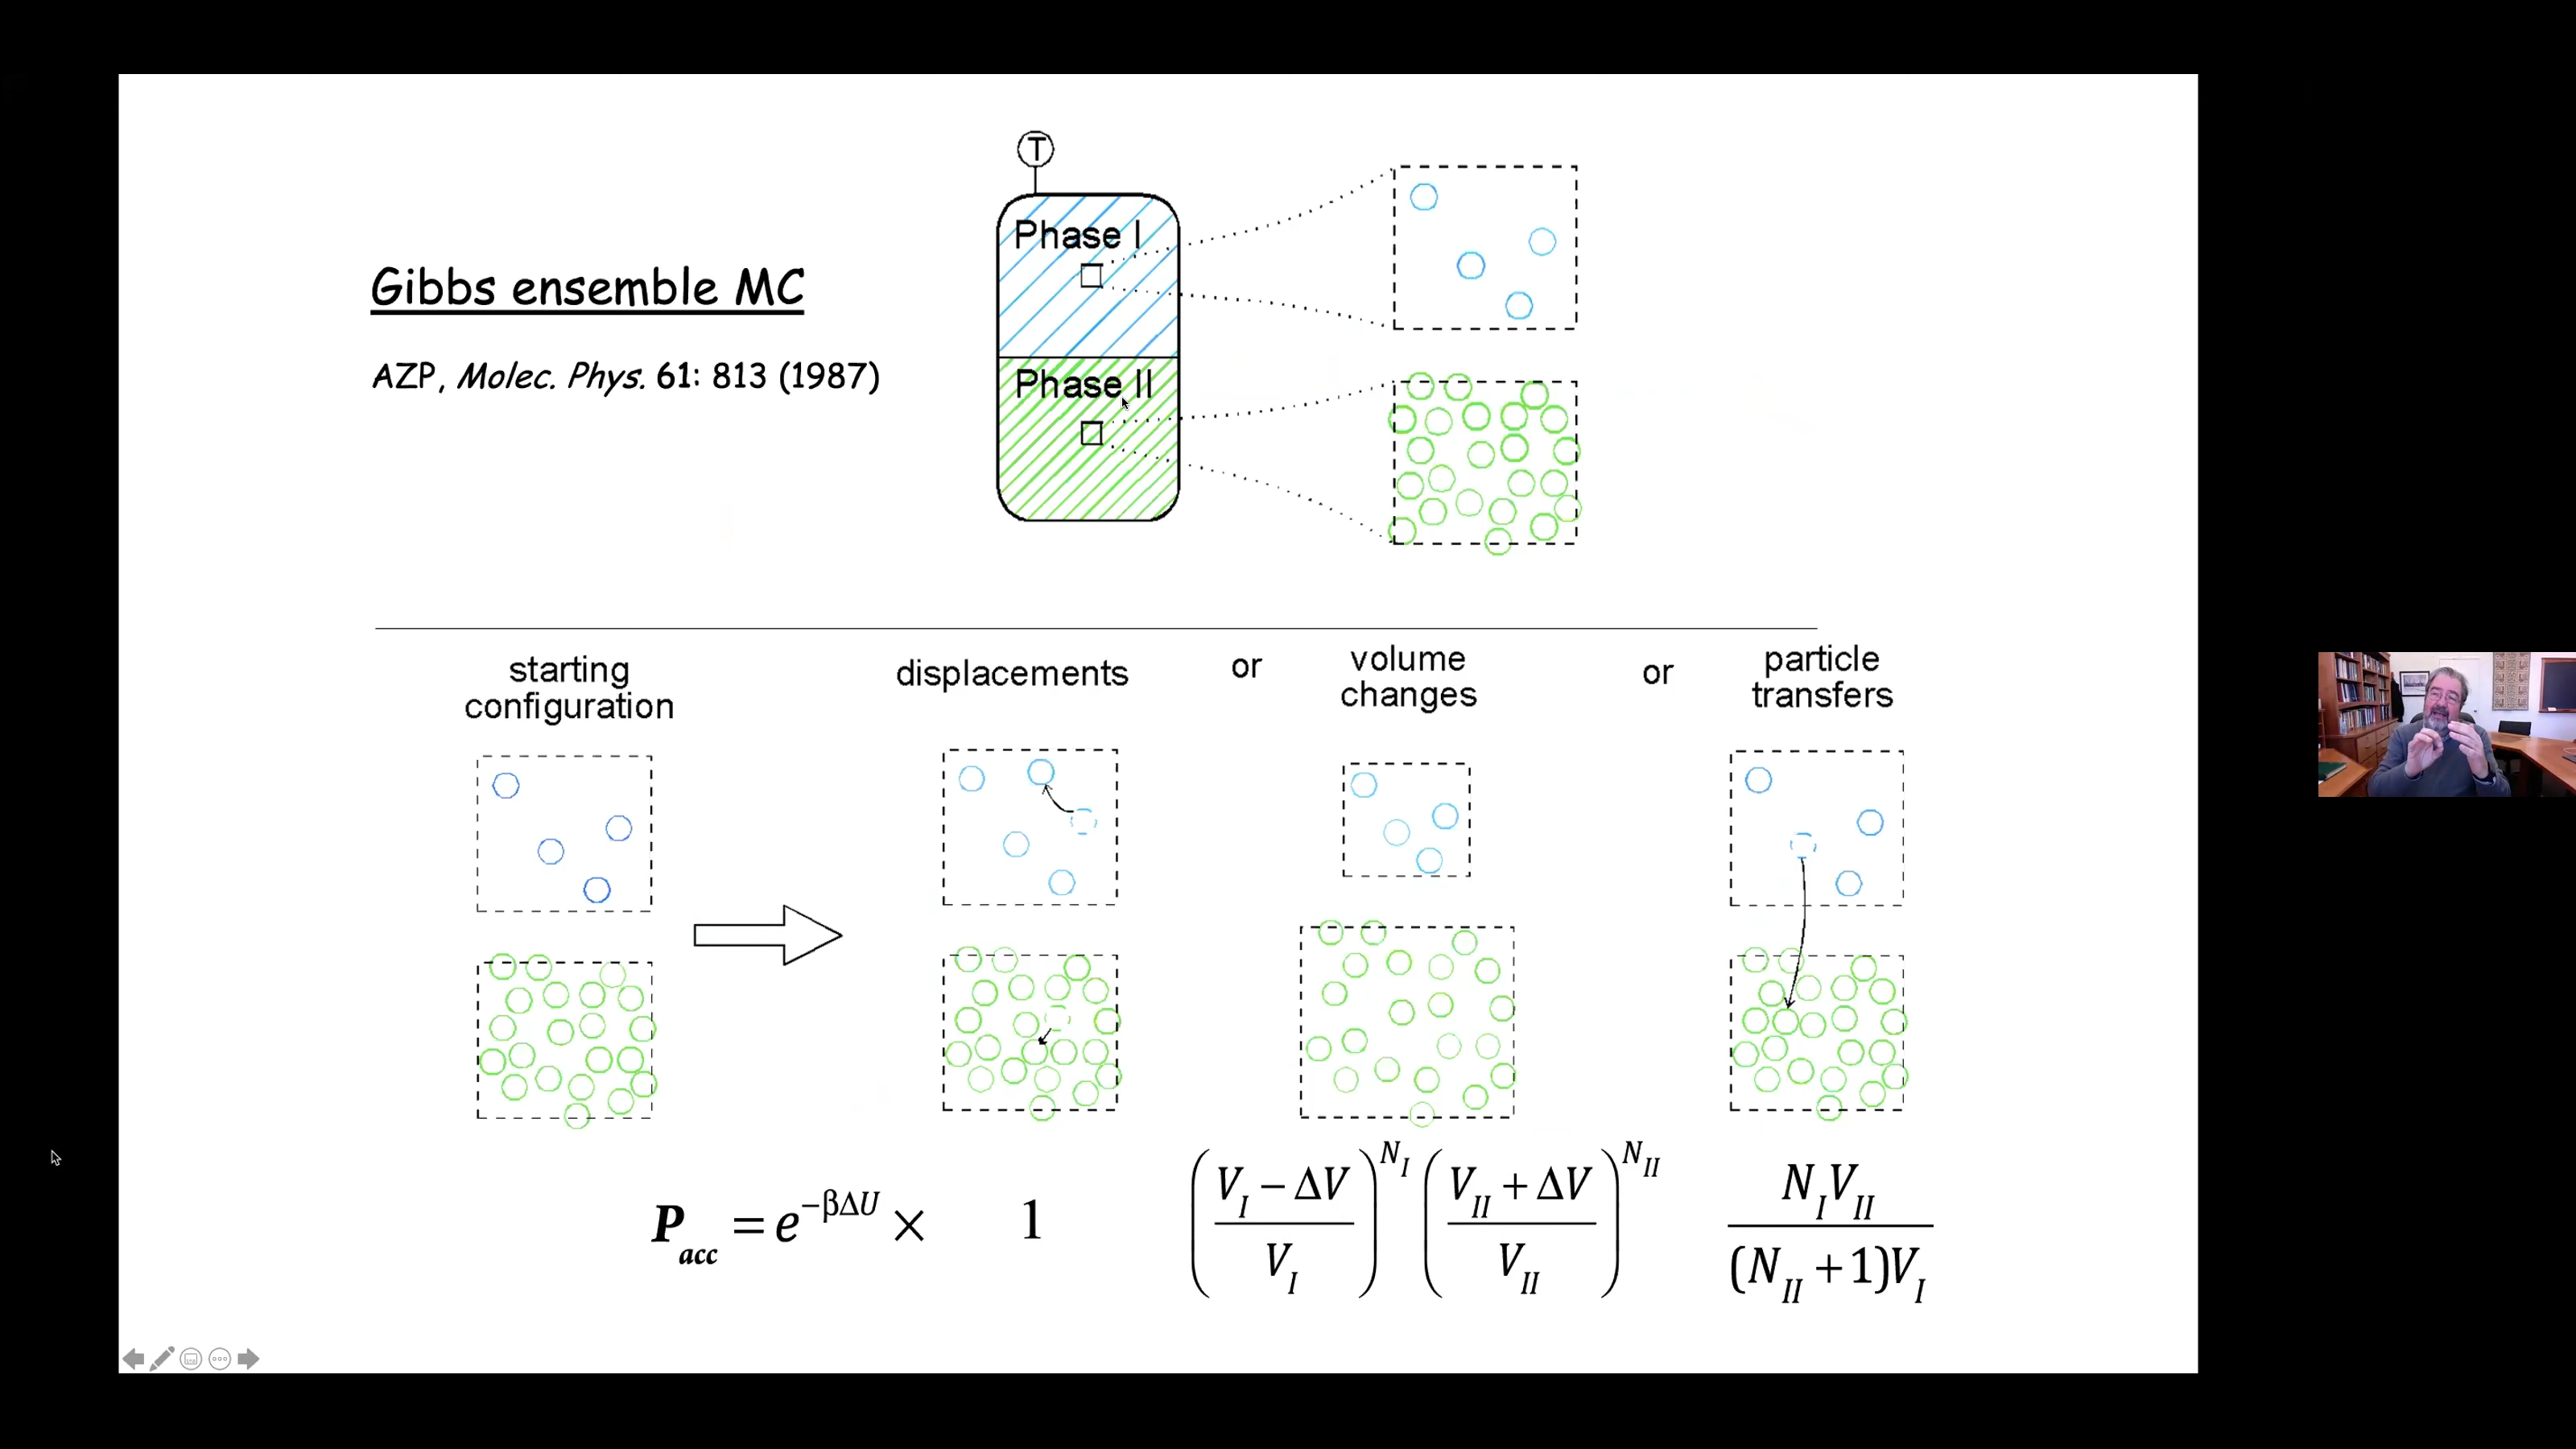 T
Phase I
Gibbs ensemble MC
AZP, Molec. Phys. 61: 813 (1987)
Phase II
starting configuration
displacements
or
volume changes
or
particle transfers
P_acc = e^{-βΔU} × 1 ((V_I − ΔV)/V_I)^{N_I} ((V_II + ΔV)/V_II)^{N_II} (N_I V_II)/((N_II + 1)V_I)